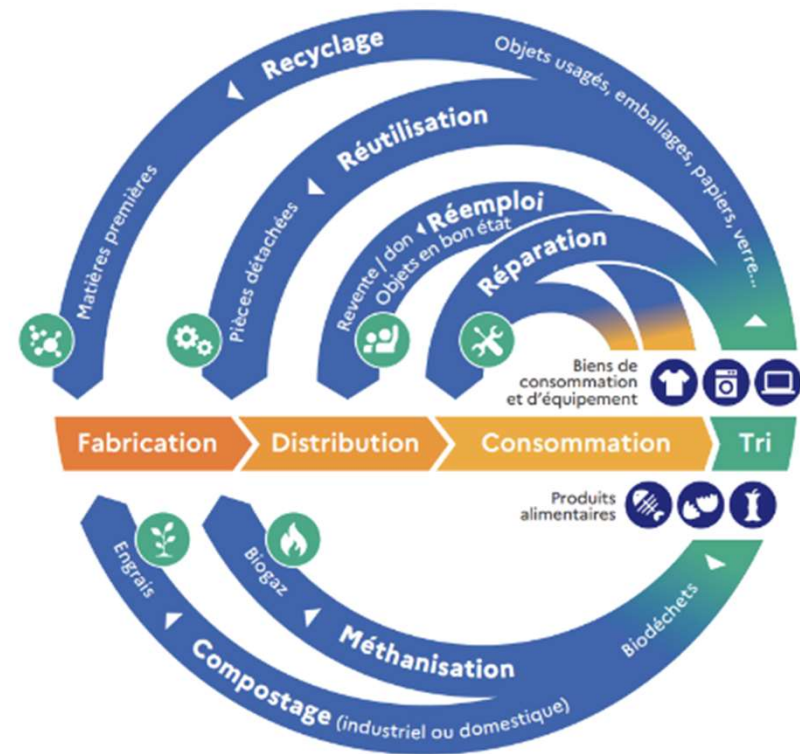 Recyclage
Objets usagés, emballages, papiers, verre...
Matières premières
Réutilisation
Pièces détachées
Réemploi
Revente / don
Objets en bon état
Réparation
Biens de
consommation
et d'équipement
Fabrication
Distribution
Consommation
Tri
Produits
alimentaires
Engrais
Biogaz
Méthanisation
Biodéchets
Compostage (industriel ou domestique)